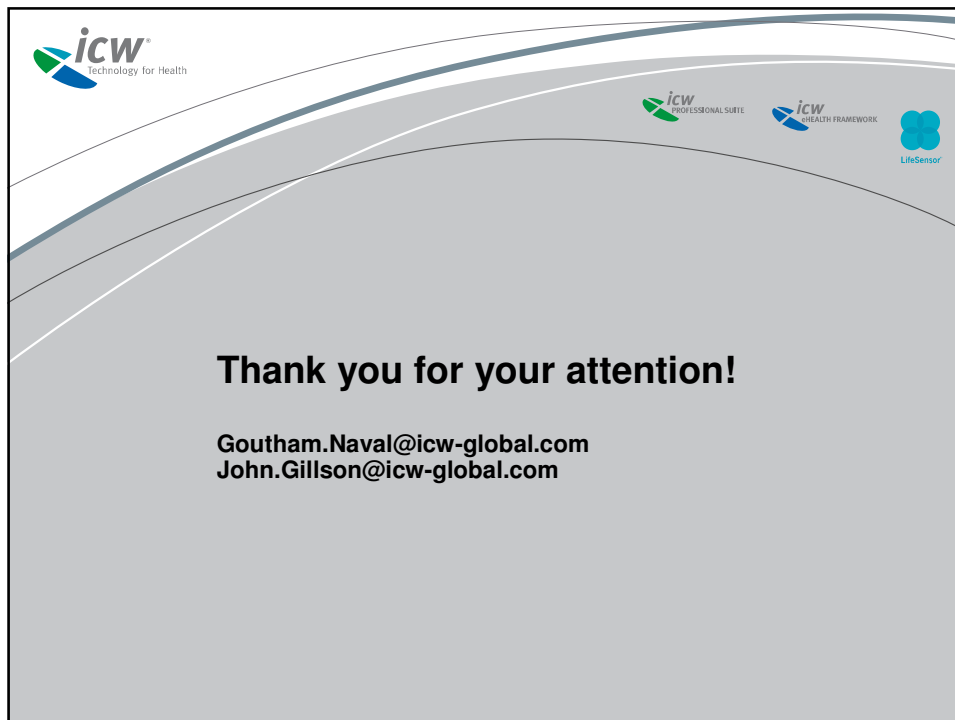 icw®
Technology for Health
icw
PROFESSIONAL SUITE
icw
eHEALTH FRAMEWORK
LifeSensor®
Thank you for your attention!
Goutham.Naval@icw-global.com
John.Gillson@icw-global.com